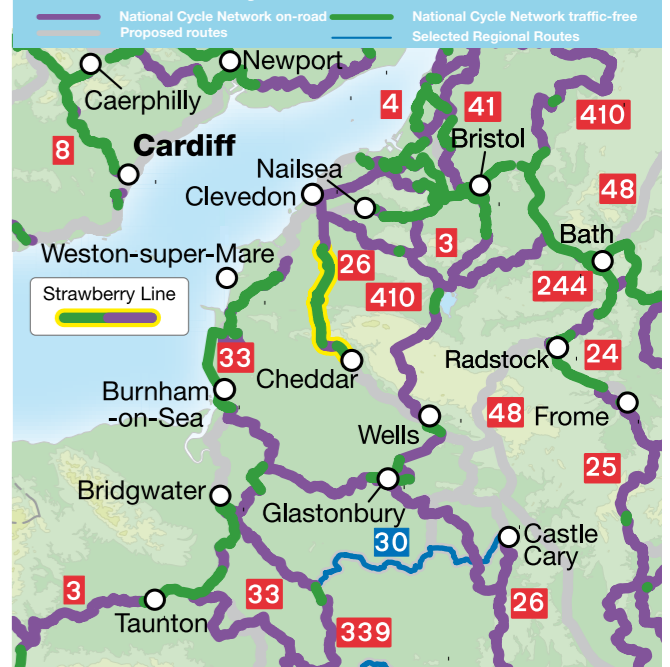 National Cycle Network on-road
National Cycle Network traffic-free
Proposed routes
Selected Regional Routes
Newport
Caerphilly
4
41
410
8
Cardiff
Bristol
Nailsea
Clevedon
48
3
Bath
Weston-super-Mare
26
244
Strawberry Line
410
33
Radstock
24
Cheddar
Burnham
-on-Sea
48
Frome
Wells
25
Bridgwater
Glastonbury
30
Castle
Cary
3
33
26
Taunton
339